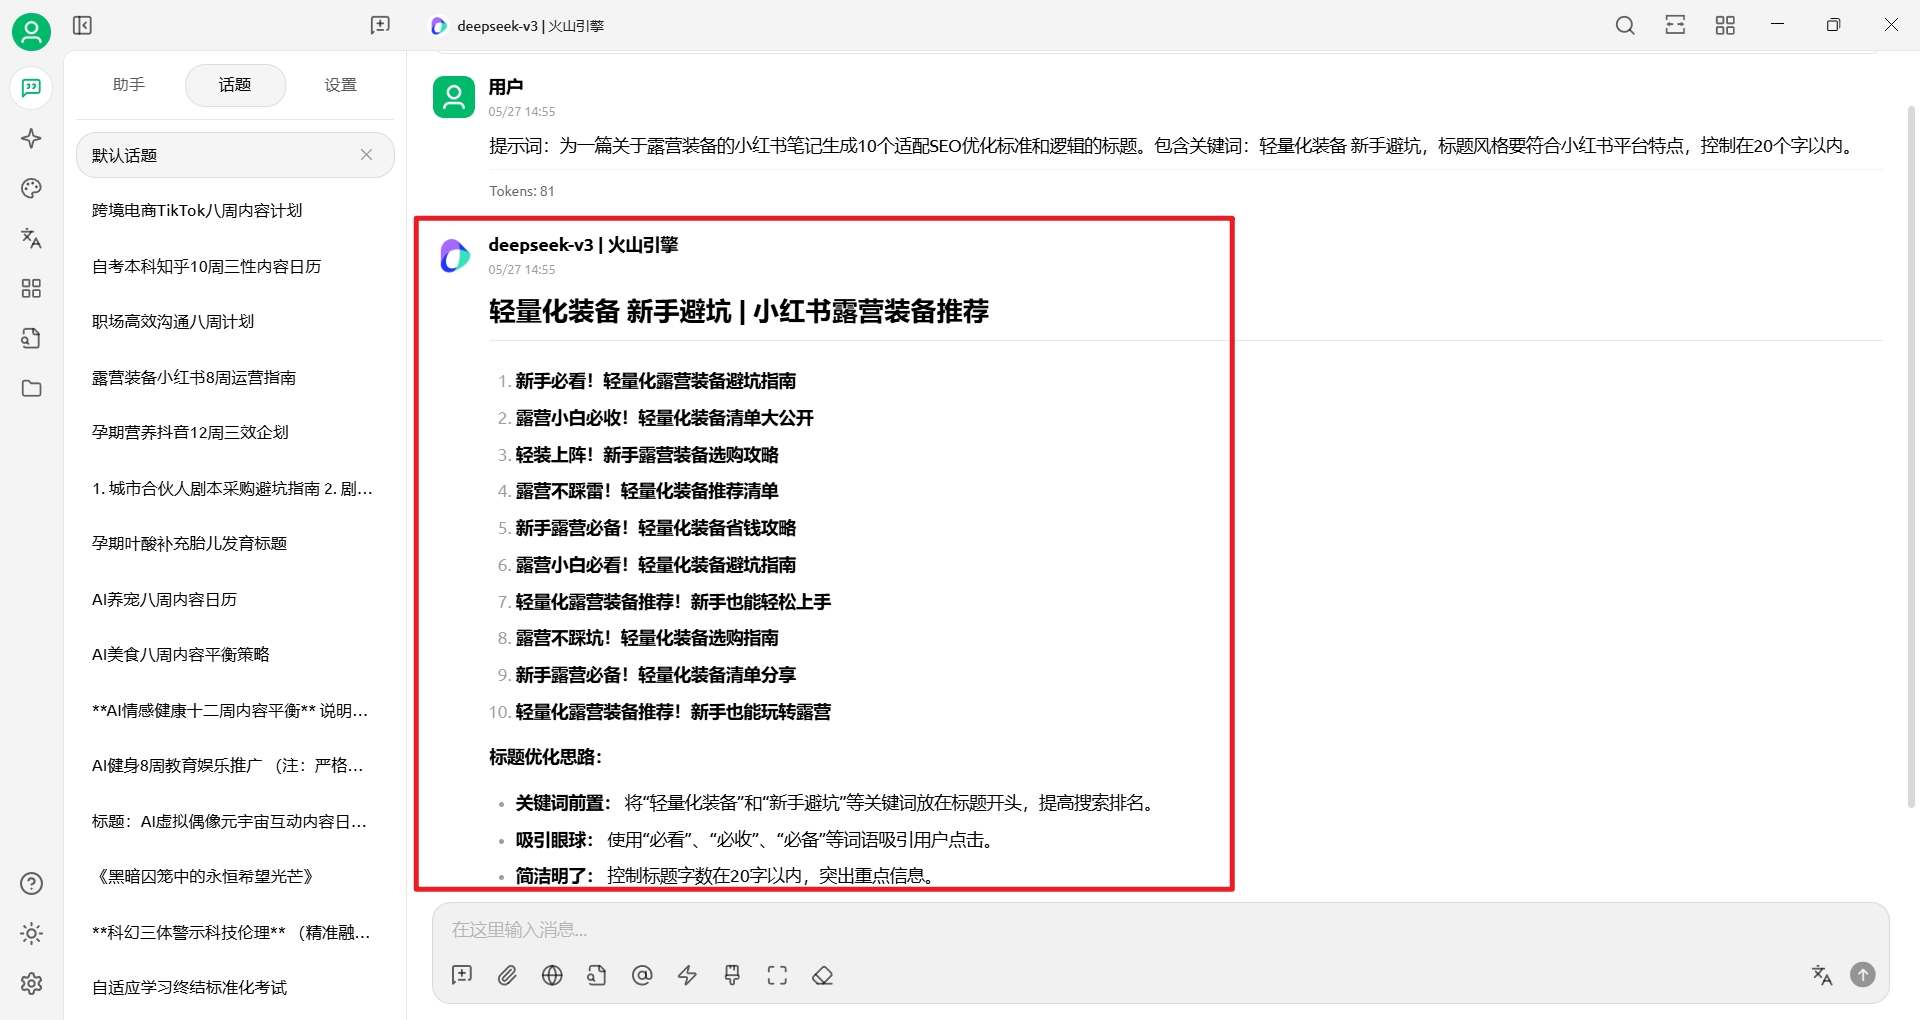 deepseek-v3 | 火山引擎
助手
话题
设置
默认话题
跨境电商TikTok八周内容计划
自考本科知乎10周三性内容日历
职场高效沟通八周计划
露营装备小红书8周运营指南
孕期营养抖音12周三效企划
1. 城市合伙人剧本采购避坑指南 2. 剧...
孕期叶酸补充胎儿发育标题
AI养宠八周内容日历
AI美食八周内容平衡策略
**AI情感健康十二周内容平衡** 说明...
AI健身8周教育娱乐推广 （注：严格...
标题：AI虚拟偶像元宇宙互动内容日...
《黑暗囚笼中的永恒希望光芒》
**科幻三体警示科技伦理** （精准融...
自适应学习终结标准化考试
用户
05/27 14:55
提示词：为一篇关于露营装备的小红书笔记生成10个适配SEO优化标准和逻辑的标题。包含关键词：轻量化装备 新手避坑，标题风格要符合小红书平台特点，控制在20个字以内。
Tokens: 81
deepseek-v3 | 火山引擎
05/27 14:55
轻量化装备 新手避坑 | 小红书露营装备推荐
1. 新手必看！轻量化露营装备避坑指南
2. 露营小白必收！轻量化装备清单大公开
3. 轻装上阵！新手露营装备选购攻略
4. 露营不踩雷！轻量化装备推荐清单
5. 新手露营必备！轻量化装备省钱攻略
6. 露营小白必看！轻量化装备避坑指南
7. 轻量化露营装备推荐！新手也能轻松上手
8. 露营不踩坑！轻量化装备选购指南
9. 新手露营必备！轻量化装备清单分享
10. 轻量化露营装备推荐！新手也能玩转露营
标题优化思路：
• 关键词前置： 将“轻量化装备”和“新手避坑”等关键词放在标题开头，提高搜索排名。
• 吸引眼球： 使用“必看”、“必收”、“必备”等词语吸引用户点击。
• 简洁明了： 控制标题字数在20字以内，突出重点信息。
在这里输入消息...